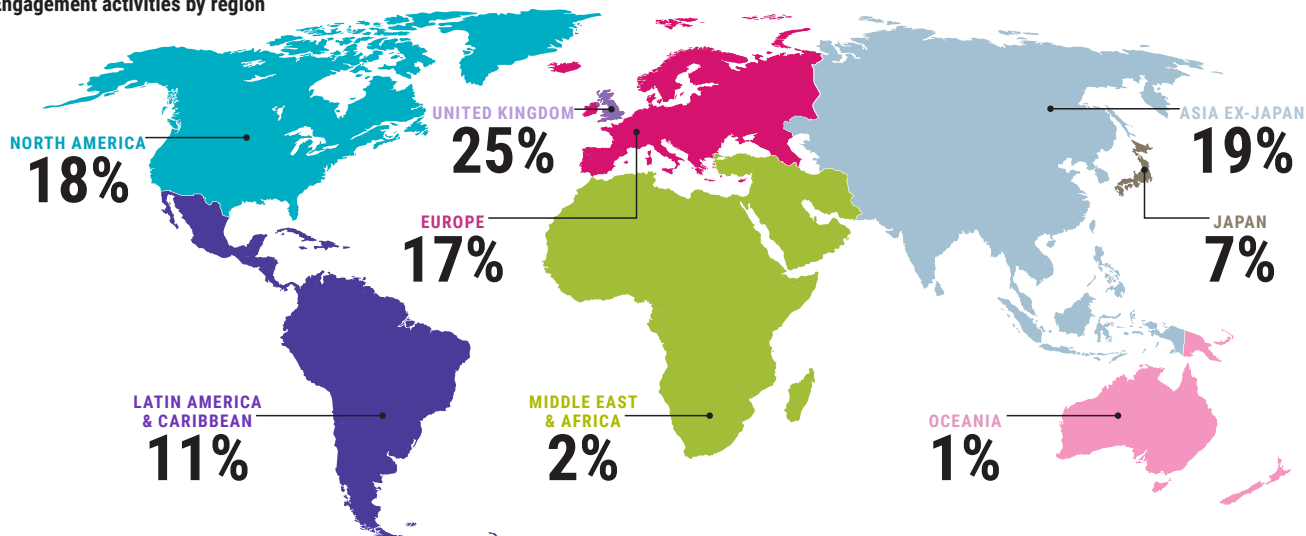 Engagement activities by region
NORTH AMERICA
18%
UNITED KINGDOM
25%
ASIA EX-JAPAN
19%
EUROPE
17%
JAPAN
7%
LATIN AMERICA
& CARIBBEAN
11%
MIDDLE EAST
& AFRICA
2%
OCEANIA
1%